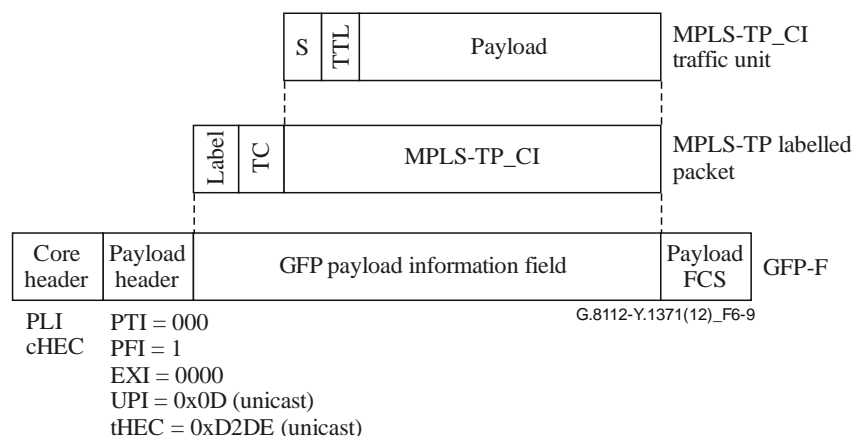 S TTL Payload MPLS-TP_CI
traffic unit
Label TC MPLS-TP_CI MPLS-TP labelled
packet
Core Payload GFP payload information field Payload GFP-F
header header FCS
G.8112-Y.1371(12)_F6-9
PLI PTI = 000
cHEC PFI = 1
EXI = 0000
UPI = 0x0D (unicast)
tHEC = 0xD2DE (unicast)